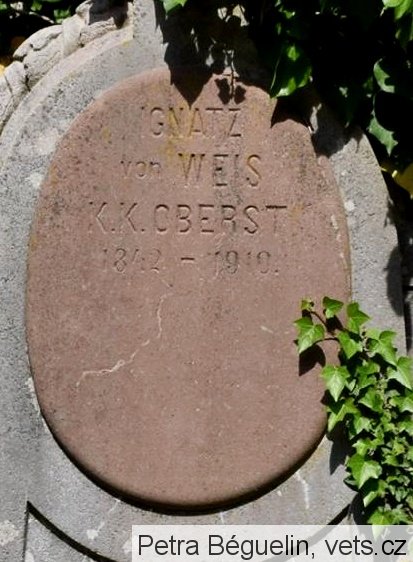 IGNATZ
von WEIS
K.K. OBERST
1842 - 1910.
Petra Béguelin, vets.cz